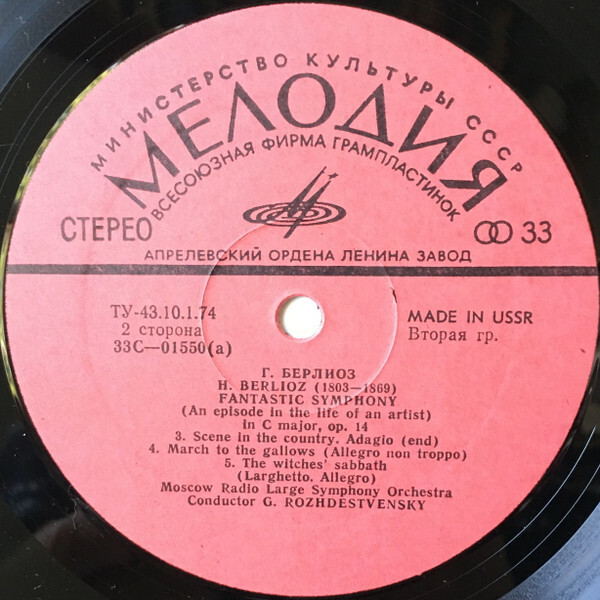 МИНИСТЕРСТВО КУЛЬТУРЫ СССР
МЕЛОДИЯ
ВСЕСОЮЗНАЯ ФИРМА ГРАМПЛАСТИНОК
СТЕРЕО
33
АПРЕЛЕВСКИЙ ОРДЕНА ЛЕНИНА ЗАВОД
ТУ-43.10.1.74
2 сторона
33С—01550(а)
MADE IN USSR
Вторая гр.
Г. БЕРЛИОЗ
H. BERLIOZ (1803—1869)
FANTASTIC SYMPHONY
(An episode in the life of an artist)
In C major, op. 14
3. Scene in the country. Adagio (end)
4. March to the gallows (Allegro non troppo)
5. The witches' sabbath
(Larghetto. Allegro)
Moscow Radio Large Symphony Orchestra
Conductor G. ROZHDESTVENSKY